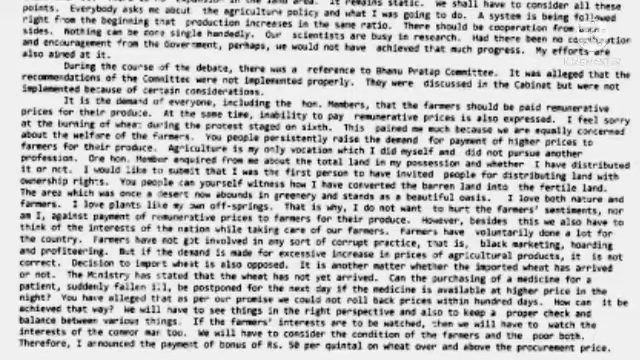 expansion in the land area. It remains static. We shall have to consider all these
points. Everybody asks me about the agriculture policy and what I was going to do. A system is being followed
right from the beginning that production increases in the same ratio. There should be cooperation from both
sides. Nothing can be done single handedly. Our scientists are busy in research. Had there been no cooperation
and encouragement from the Government, perhaps, we would not have achieved that much progress. My efforts are
also aimed at it.
During the course of the debate, there was a reference to Bhanu Pratap Committee. It was alleged that the
recommendations of the Committee were not implemented properly. They were discussed in the Cabinet but were not
implemented because of certain considerations.
It is the demand of everyone, including the hon. Members, that the farmers should be paid remunerative
prices for their produce. At the same time, inability to pay remunerative prices is also expressed. I feel sorry
at the burning of wheat during the protest staged on sixth. This pained me much because we are equally concerned
about the welfare of the farmers. You people persistently raise the demand for payment of higher prices to
farmers for their produce. Agriculture is my only vocation which I did myself and did not pursue another
profession. One hon. Member enquired from me about the total land in my possession and whether I have distributed
it or not. I would like to submit that I was the first person to have invited people for distributing land with
ownership rights. You people can yourself witness how I have converted the barren land into the fertile land.
The area which was once a desert now abounds in greenery and stands as a beautiful oasis. I love both nature and
farmers. I love plants like my own off-springs. That is why, I do not want to hurt the farmers' sentiments, nor
am I, against payment of remunerative prices to farmers for their produce. However, besides this we also have to
think of the interests of the nation while taking care of our farmers. Farmers have voluntarily done a lot for
the country. Farmers have not got involved in any sort of corrupt practice, that is, black marketing, hoarding
and profiteering. But if the demand is made for excessive increase in prices of agricultural products, it is not
correct. Decision to import wheat is also opposed. It is another matter whether the imported wheat has arrived
or not. The Ministry has stated that the wheat has not yet arrived. Can the purchasing of a medicine for a
patient, suddenly fallen ill, be postponed for the next day if the medicine is available at higher price in the
night? You have alleged that as per our promise we could not roll back prices within hundred days. How can it be
achieved that way? We will have to see things in the right perspective and also to keep a proper check and
balance between various things. If the farmers' interests are to be watched, then we will have to watch the
interests of the common man too. We will have to consider the condition of the farmers and the poor both.
Therefore, I announced the payment of bonus of Rs. 50 per quintal on wheat over and above the procurement price.